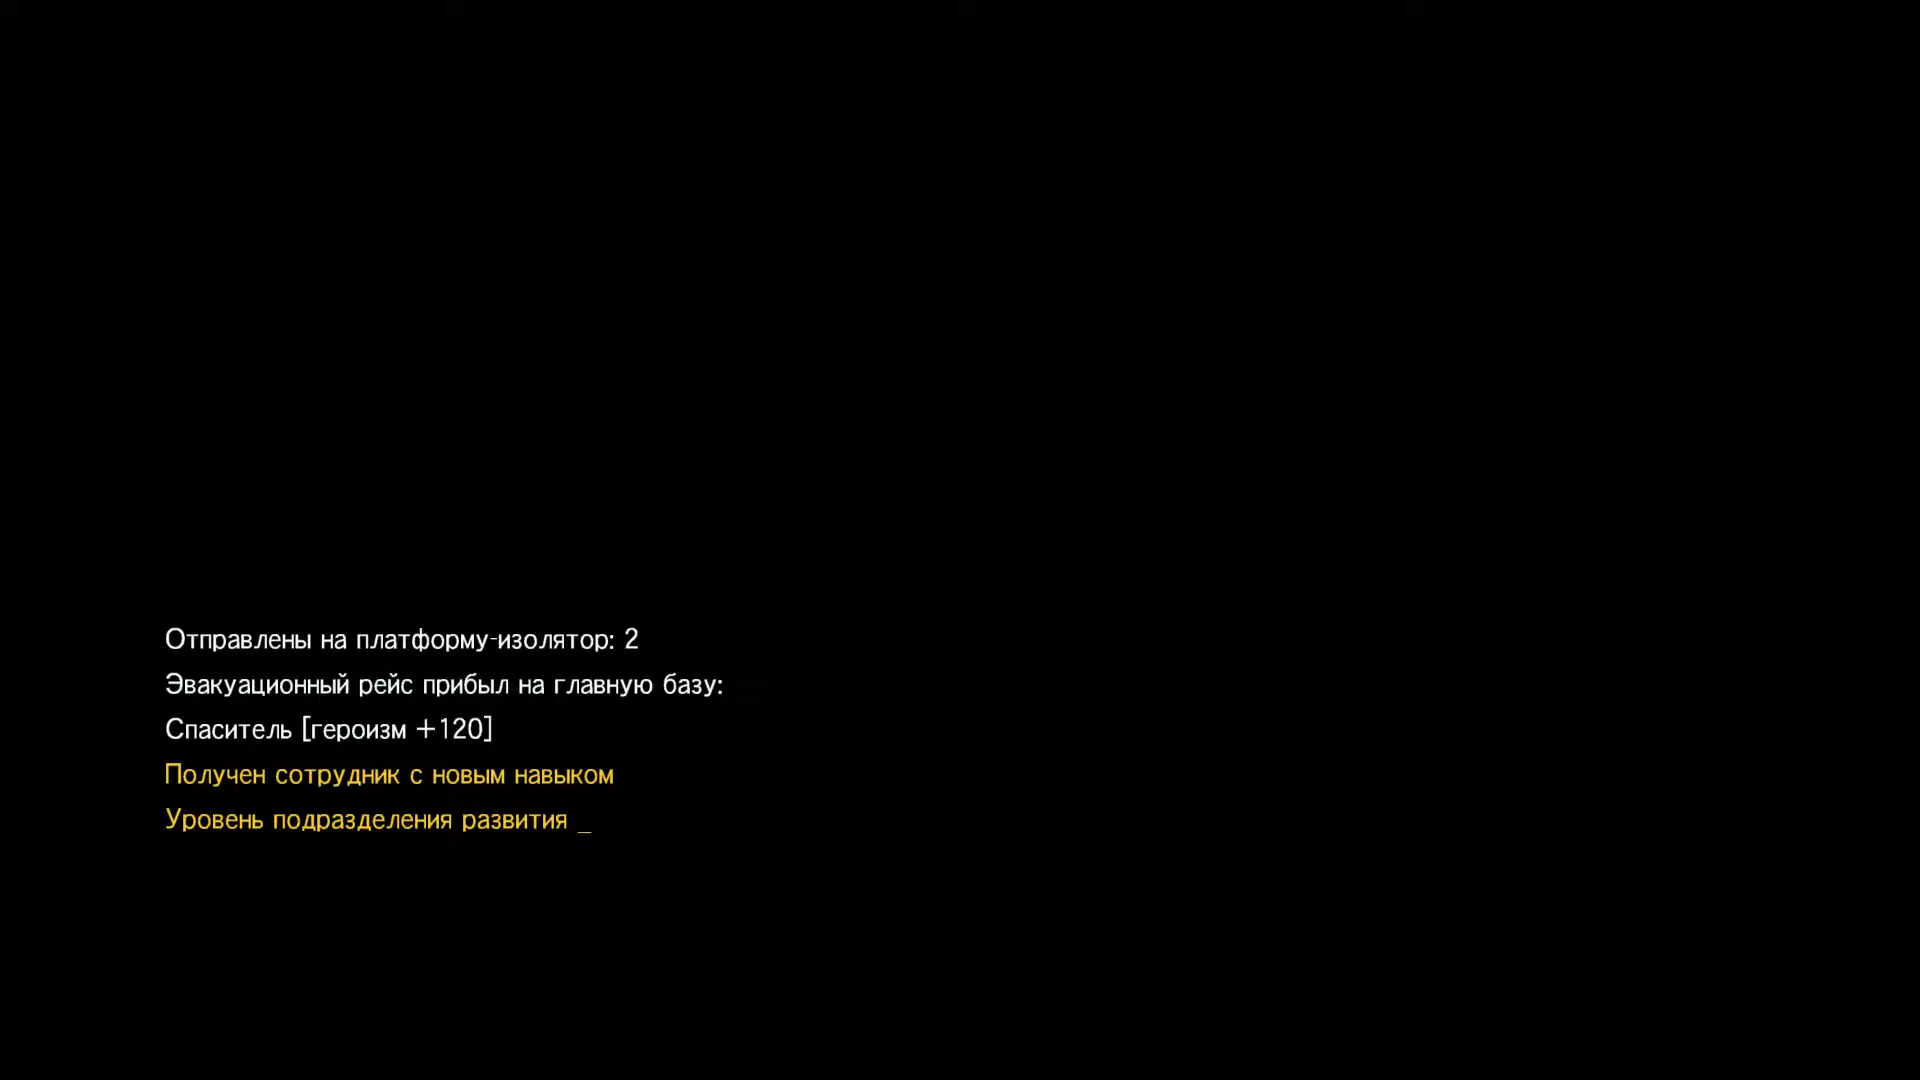 Отправлены на платформу-изолятор: 2
Эвакуационный рейс прибыл на главную базу:
Спаситель [героизм +120]
Получен сотрудник с новым навыком
Уровень подразделения развития _